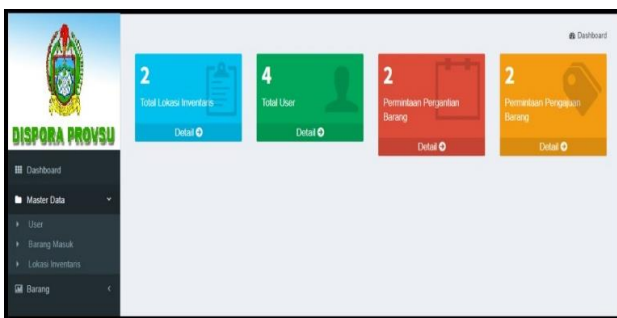 DISPORA PROVSU
Dashboard
Master Data
User
Barang Masuk
Lokasi Inventaris
Barang
Dashboard
2
Total Lokasi Inventaris
Detail
4
Total User
Detail
2
Permintaan Pergantian
Barang
Detail
2
Permintaan Pengajuan
Barang
Detail